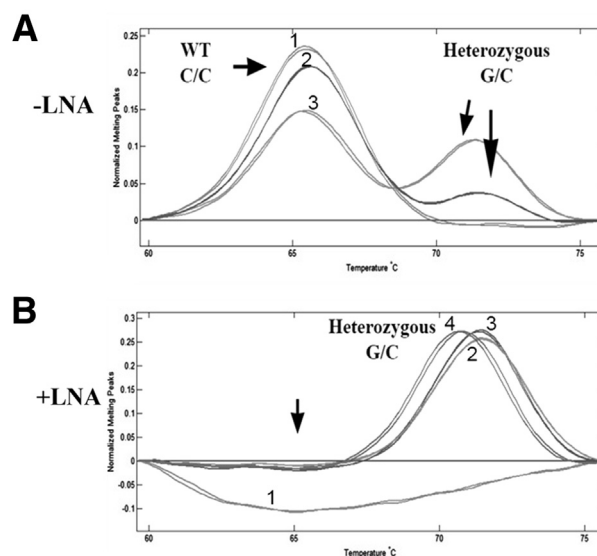 A
-LNA
Normalized Melting Peaks
0.25
0.2
0.15
0.1
0.05
0
WT
C/C
1
2
3
Heterozygous
G/C
60
65
70
75
Temperature °C
B
+LNA
Normalized Melting Peaks
0.3
0.25
0.2
0.15
0.1
0.05
0
-0.05
-0.1
Heterozygous
G/C
4
3
2
1
60
65
70
75
Temperature °C